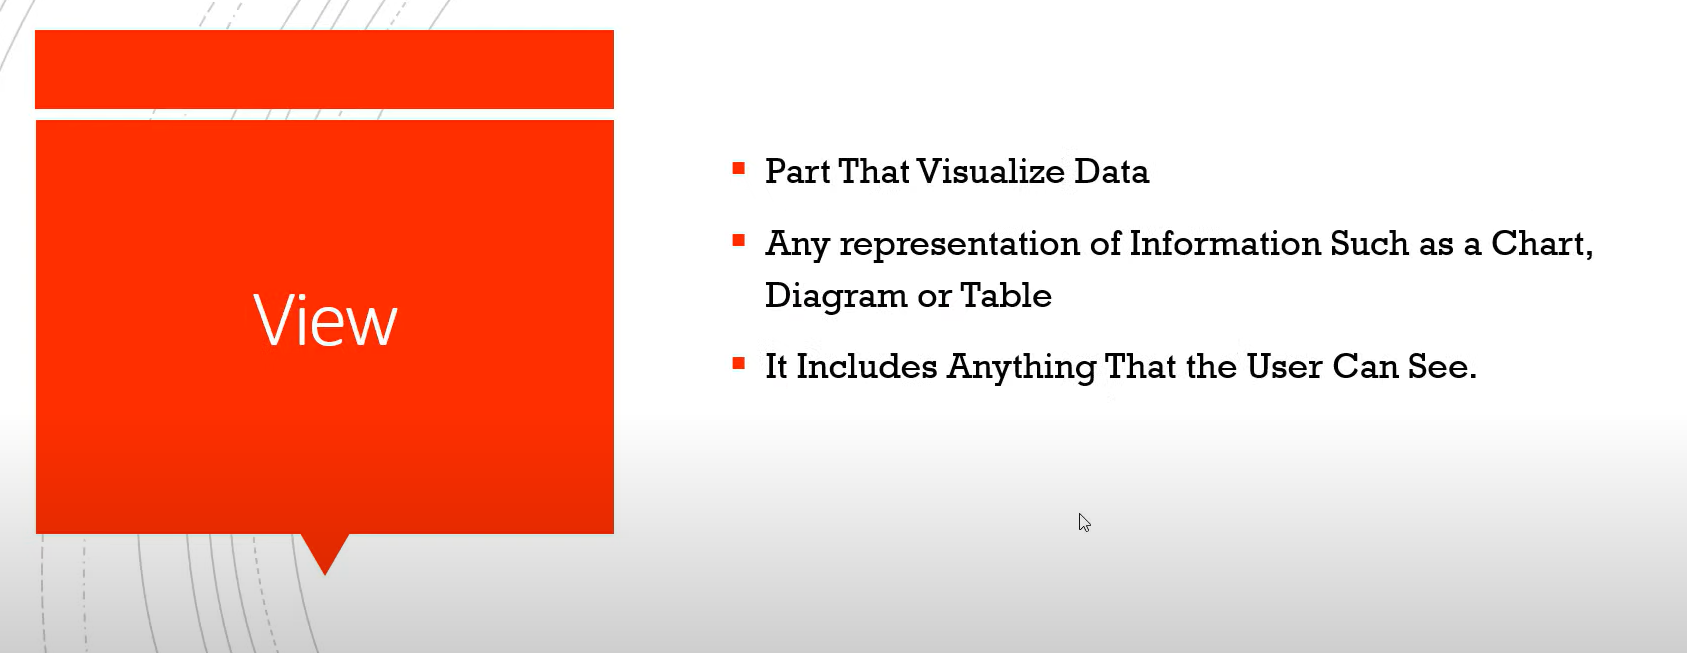 View
Part That Visualize Data
Any representation of Information Such as a Chart,
Diagram or Table
It Includes Anything That the User Can See.